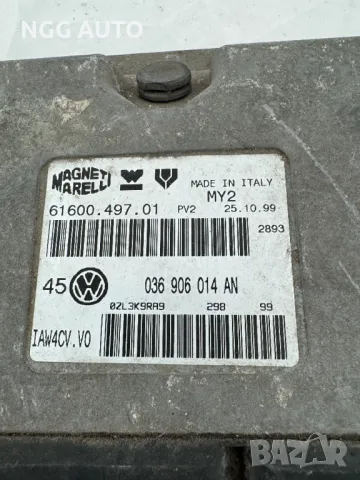 NGG AUTO
MAGNETI
MARELLI
MADE IN ITALY
MY2
61600.497.01 PV2 25.10.99
2893
45 036 906 014 AN
0ZL3K9RA9 298 99
IAW4CV.V0
BAZAR